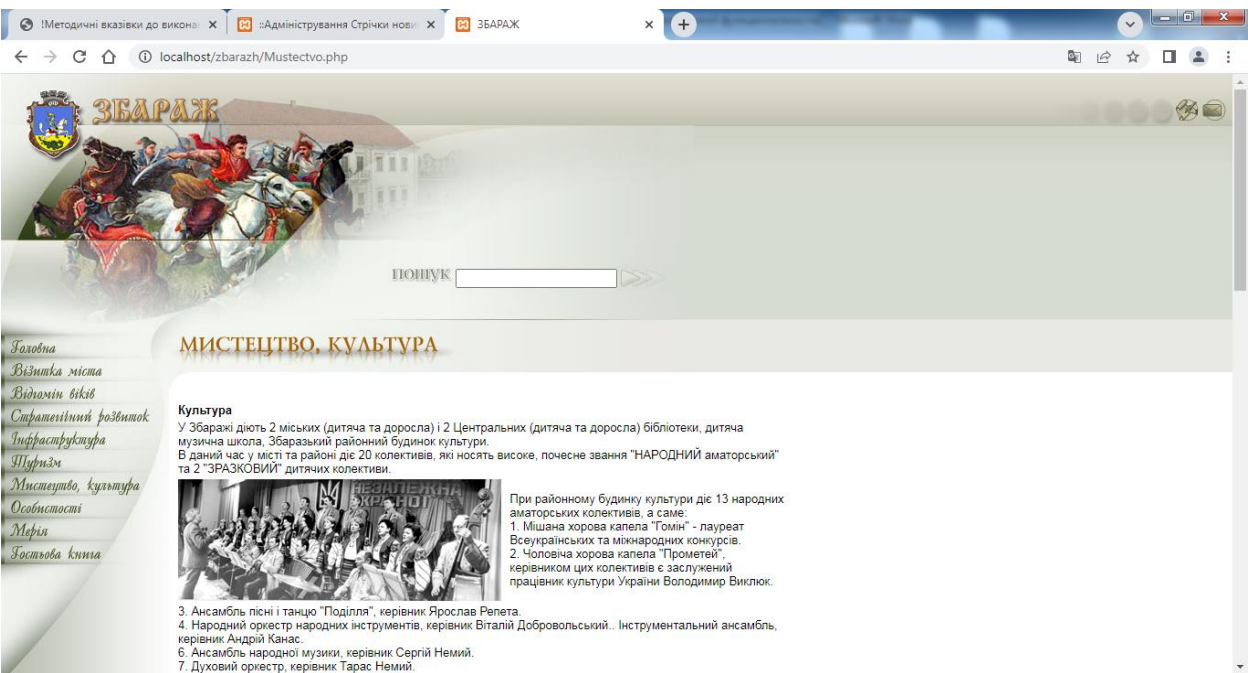 !Методичні вказівки до викона
::Адміністрування Стрічки нови
ЗБАРАЖ
localhost/zbarazh/Mustectvo.php
ЗБАРАЖ
ПОШУК
МИСТЕЦТВО, КУЛЬТУРА
Головна
Візитка міста
Відгомін віків
Стратегічний розвиток
Інфраструктура
Туризм
Мистецтво, культура
Особистості
Мерія
Гостьова книга
Культура
У Збаражі діють 2 міських (дитяча та доросла) і 2 Центральних (дитяча та доросла) бібліотеки, дитяча
музична школа, Збаразький районний будинок культури.
В даний час у місті та районі діє 20 колективів, які носять високе, почесне звання "НАРОДНИЙ аматорський"
та 2 "ЗРАЗКОВИЙ" дитячих колективи.
НЕЗАЛЕЖНА
При районному будинку культури діє 13 народних
аматорських колективів, а саме:
1. Мішана хорова капела "Гомін" - лауреат
Всеукраїнських та міжнародних конкурсів.
2. Чоловіча хорова капела "Прометей",
керівником цих колективів є заслужений
працівник культури України Володимир Виклюк.
3. Ансамбль пісні і танцю "Поділля", керівник Ярослав Репета.
4. Народний оркестр народних інструментів, керівник Віталій Добровольський.. Інструментальний ансамбль,
керівник Андрій Канас.
6. Ансамбль народної музики, керівник Сергій Немий.
7. Духовий оркестр, керівник Тарас Немий.